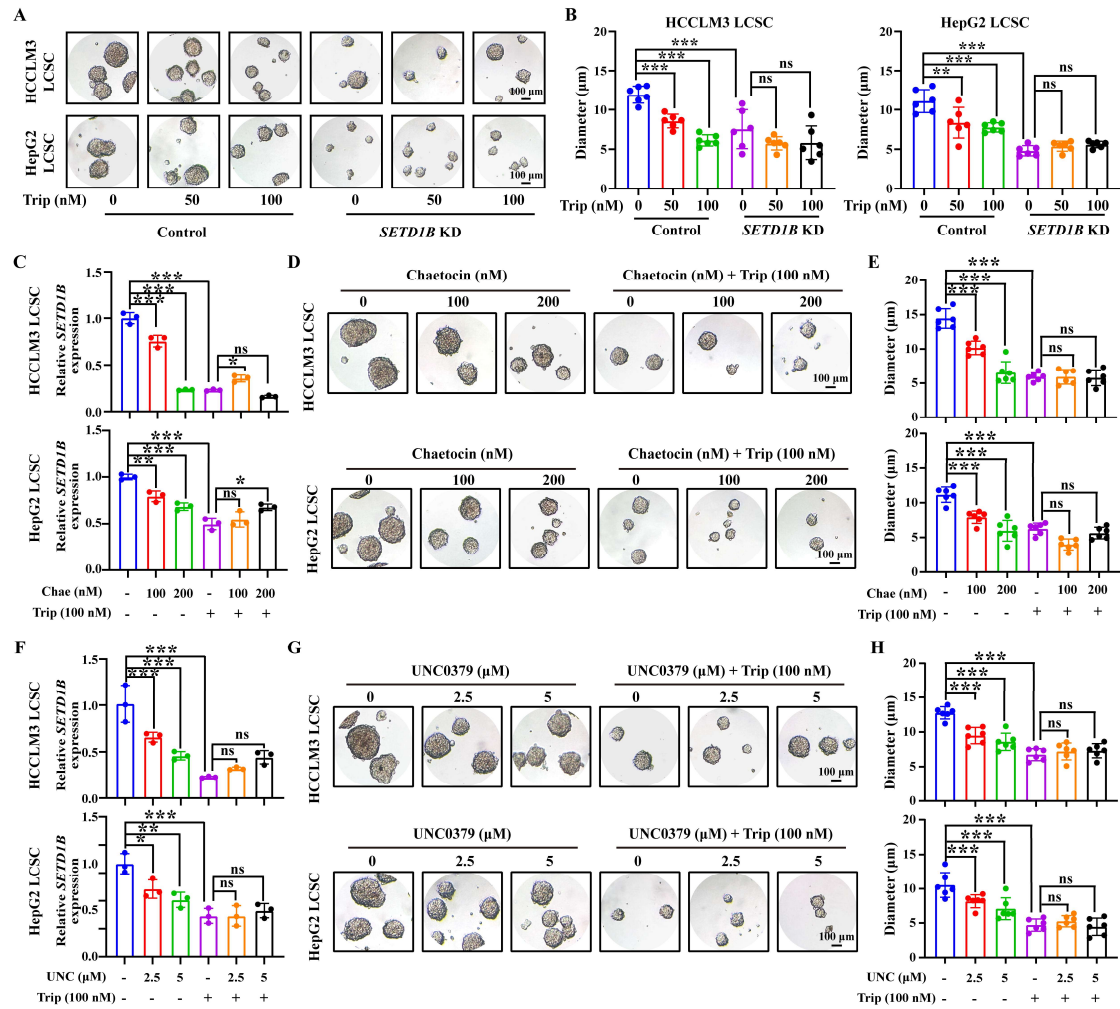 A
HCCLM3
LCSC
100 µm
HepG2
LCSC
100 µm
Trip (nM)
0 50 100 0 50 100
Control SETD1B KD
B
HCCLM3 LCSC
Diameter (µm)
20
15
10
5
0
***
***
***
ns
ns
Trip (nM) 0 50 100 0 50 100
Control SETD1B KD
HepG2 LCSC
Diameter (µm)
20
15
10
5
0
***
***
**
ns
ns
Trip (nM) 0 50 100 0 50 100
Control SETD1B KD
C
HCCLM3 LCSC
Relative SETD1B
expression
1.5
1.0
0.5
0.0
***
***
***
ns
*
HepG2 LCSC
Relative SETD1B
expression
1.5
1.0
0.5
0.0
***
***
**
*
ns
Chae (nM) - 100 200 - 100 200
Trip (100 nM) - - - + + +
D
HCCLM3 LCSC
Chaetocin (nM) Chaetocin (nM) + Trip (100 nM)
0 100 200 0 100 200
100 µm
HepG2 LCSC
Chaetocin (nM) Chaetocin (nM) + Trip (100 nM)
0 100 200 0 100 200
100 µm
E
Diameter (µm)
20
15
10
5
0
***
***
***
ns
ns
Diameter (µm)
20
15
10
5
0
***
***
***
ns
ns
Chae (nM) - 100 200 - 100 200
Trip (100 nM) - - - + + +
F
HCCLM3 LCSC
Relative SETD1B
expression
1.5
1.0
0.5
0.0
***
***
***
ns
ns
HepG2 LCSC
Relative SETD1B
expression
1.5
1.0
0.5
0.0
***
**
*
ns
ns
UNC (µM) - 2.5 5 - 2.5 5
Trip (100 nM) - - - + + +
G
HCCLM3 LCSC
UNC0379 (µM) UNC0379 (µM) + Trip (100 nM)
0 2.5 5 0 2.5 5
100 µm
HepG2 LCSC
UNC0379 (µM) UNC0379 (µM) + Trip (100 nM)
0 2.5 5 0 2.5 5
100 µm
H
Diameter (µm)
20
15
10
5
0
***
***
***
ns
ns
Diameter (µm)
20
15
10
5
0
***
***
***
ns
ns
UNC (µM) - 2.5 5 - 2.5 5
Trip (100 nM) - - - + + +